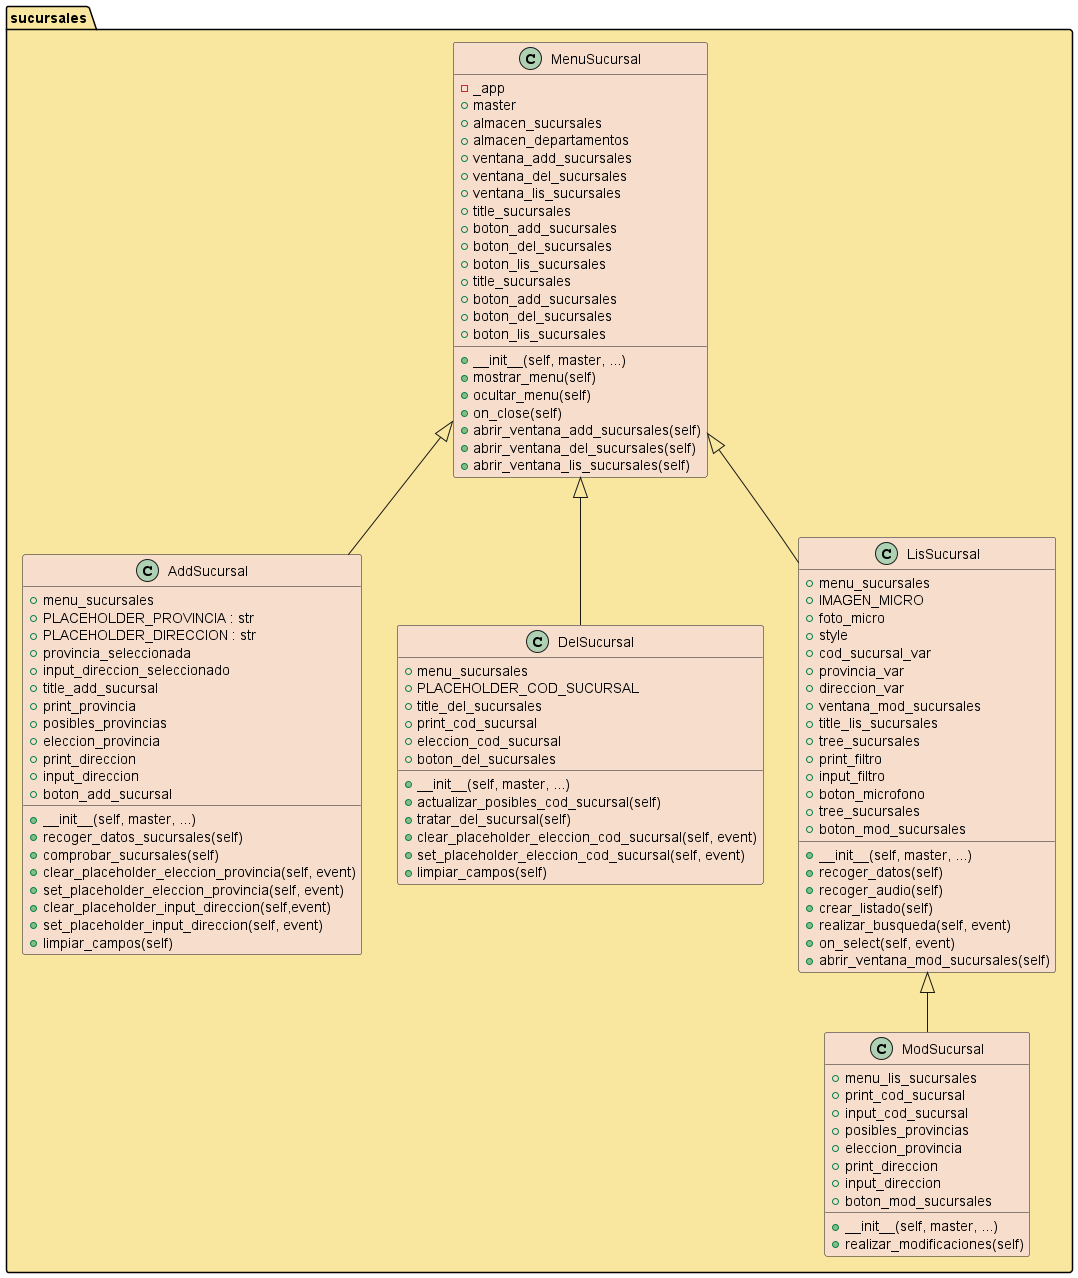 sucursales
C MenuSucursal
_app
master
almacen_sucursales
almacen_departamentos
ventana_add_sucursales
ventana_del_sucursales
ventana_lis_sucursales
title_sucursales
boton_add_sucursales
boton_del_sucursales
boton_lis_sucursales
title_sucursales
boton_add_sucursales
boton_del_sucursales
boton_lis_sucursales
__init__(self, master, ...)
mostrar_menu(self)
ocultar_menu(self)
on_close(self)
abrir_ventana_add_sucursales(self)
abrir_ventana_del_sucursales(self)
abrir_ventana_lis_sucursales(self)
C AddSucursal
menu_sucursales
PLACEHOLDER_PROVINCIA : str
PLACEHOLDER_DIRECCION : str
provincia_seleccionada
input_direccion_seleccionado
title_add_sucursal
print_provincia
posibles_provincias
eleccion_provincia
print_direccion
input_direccion
boton_add_sucursal
__init__(self, master, ...)
recoger_datos_sucursales(self)
comprobar_sucursales(self)
clear_placeholder_eleccion_provincia(self, event)
set_placeholder_eleccion_provincia(self, event)
clear_placeholder_input_direccion(self,event)
set_placeholder_input_direccion(self, event)
limpiar_campos(self)
C DelSucursal
menu_sucursales
PLACEHOLDER_COD_SUCURSAL
title_del_sucursales
print_cod_sucursal
eleccion_cod_sucursal
boton_del_sucursales
__init__(self, master, ...)
actualizar_posibles_cod_sucursal(self)
tratar_del_sucursal(self)
clear_placeholder_eleccion_cod_sucursal(self, event)
set_placeholder_eleccion_cod_sucursal(self, event)
limpiar_campos(self)
C LisSucursal
menu_sucursales
IMAGEN_MICRO
foto_micro
style
cod_sucursal_var
provincia_var
direccion_var
ventana_mod_sucursales
title_lis_sucursales
tree_sucursales
print_filtro
input_filtro
boton_microfono
tree_sucursales
boton_mod_sucursales
__init__(self, master, ...)
recoger_datos(self)
recoger_audio(self)
crear_listado(self)
realizar_busqueda(self, event)
on_select(self, event)
abrir_ventana_mod_sucursales(self)
C ModSucursal
menu_lis_sucursales
print_cod_sucursal
input_cod_sucursal
posibles_provincias
eleccion_provincia
print_direccion
input_direccion
boton_mod_sucursales
__init__(self, master, ...)
realizar_modificaciones(self)